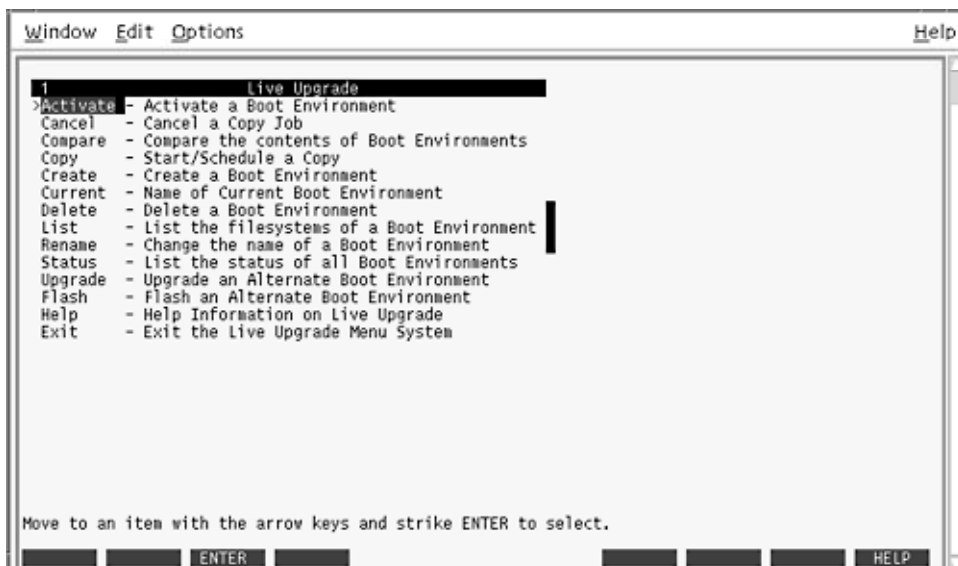 Window Edit Options Help
1 Live Upgrade
>Activate - Activate a Boot Environment
Cancel - Cancel a Copy Job
Compare - Compare the contents of Boot Environments
Copy - Start/Schedule a Copy
Create - Create a Boot Environment
Current - Name of Current Boot Environment
Delete - Delete a Boot Environment
List - List the filesystems of a Boot Environment
Rename - Change the name of a Boot Environment
Status - List the status of all Boot Environments
Upgrade - Upgrade an Alternate Boot Environment
Flash - Flash an Alternate Boot Environment
Help - Help Information on Live Upgrade
Exit - Exit the Live Upgrade Menu System
Move to an item with the arrow keys and strike ENTER to select.
ENTER HELP